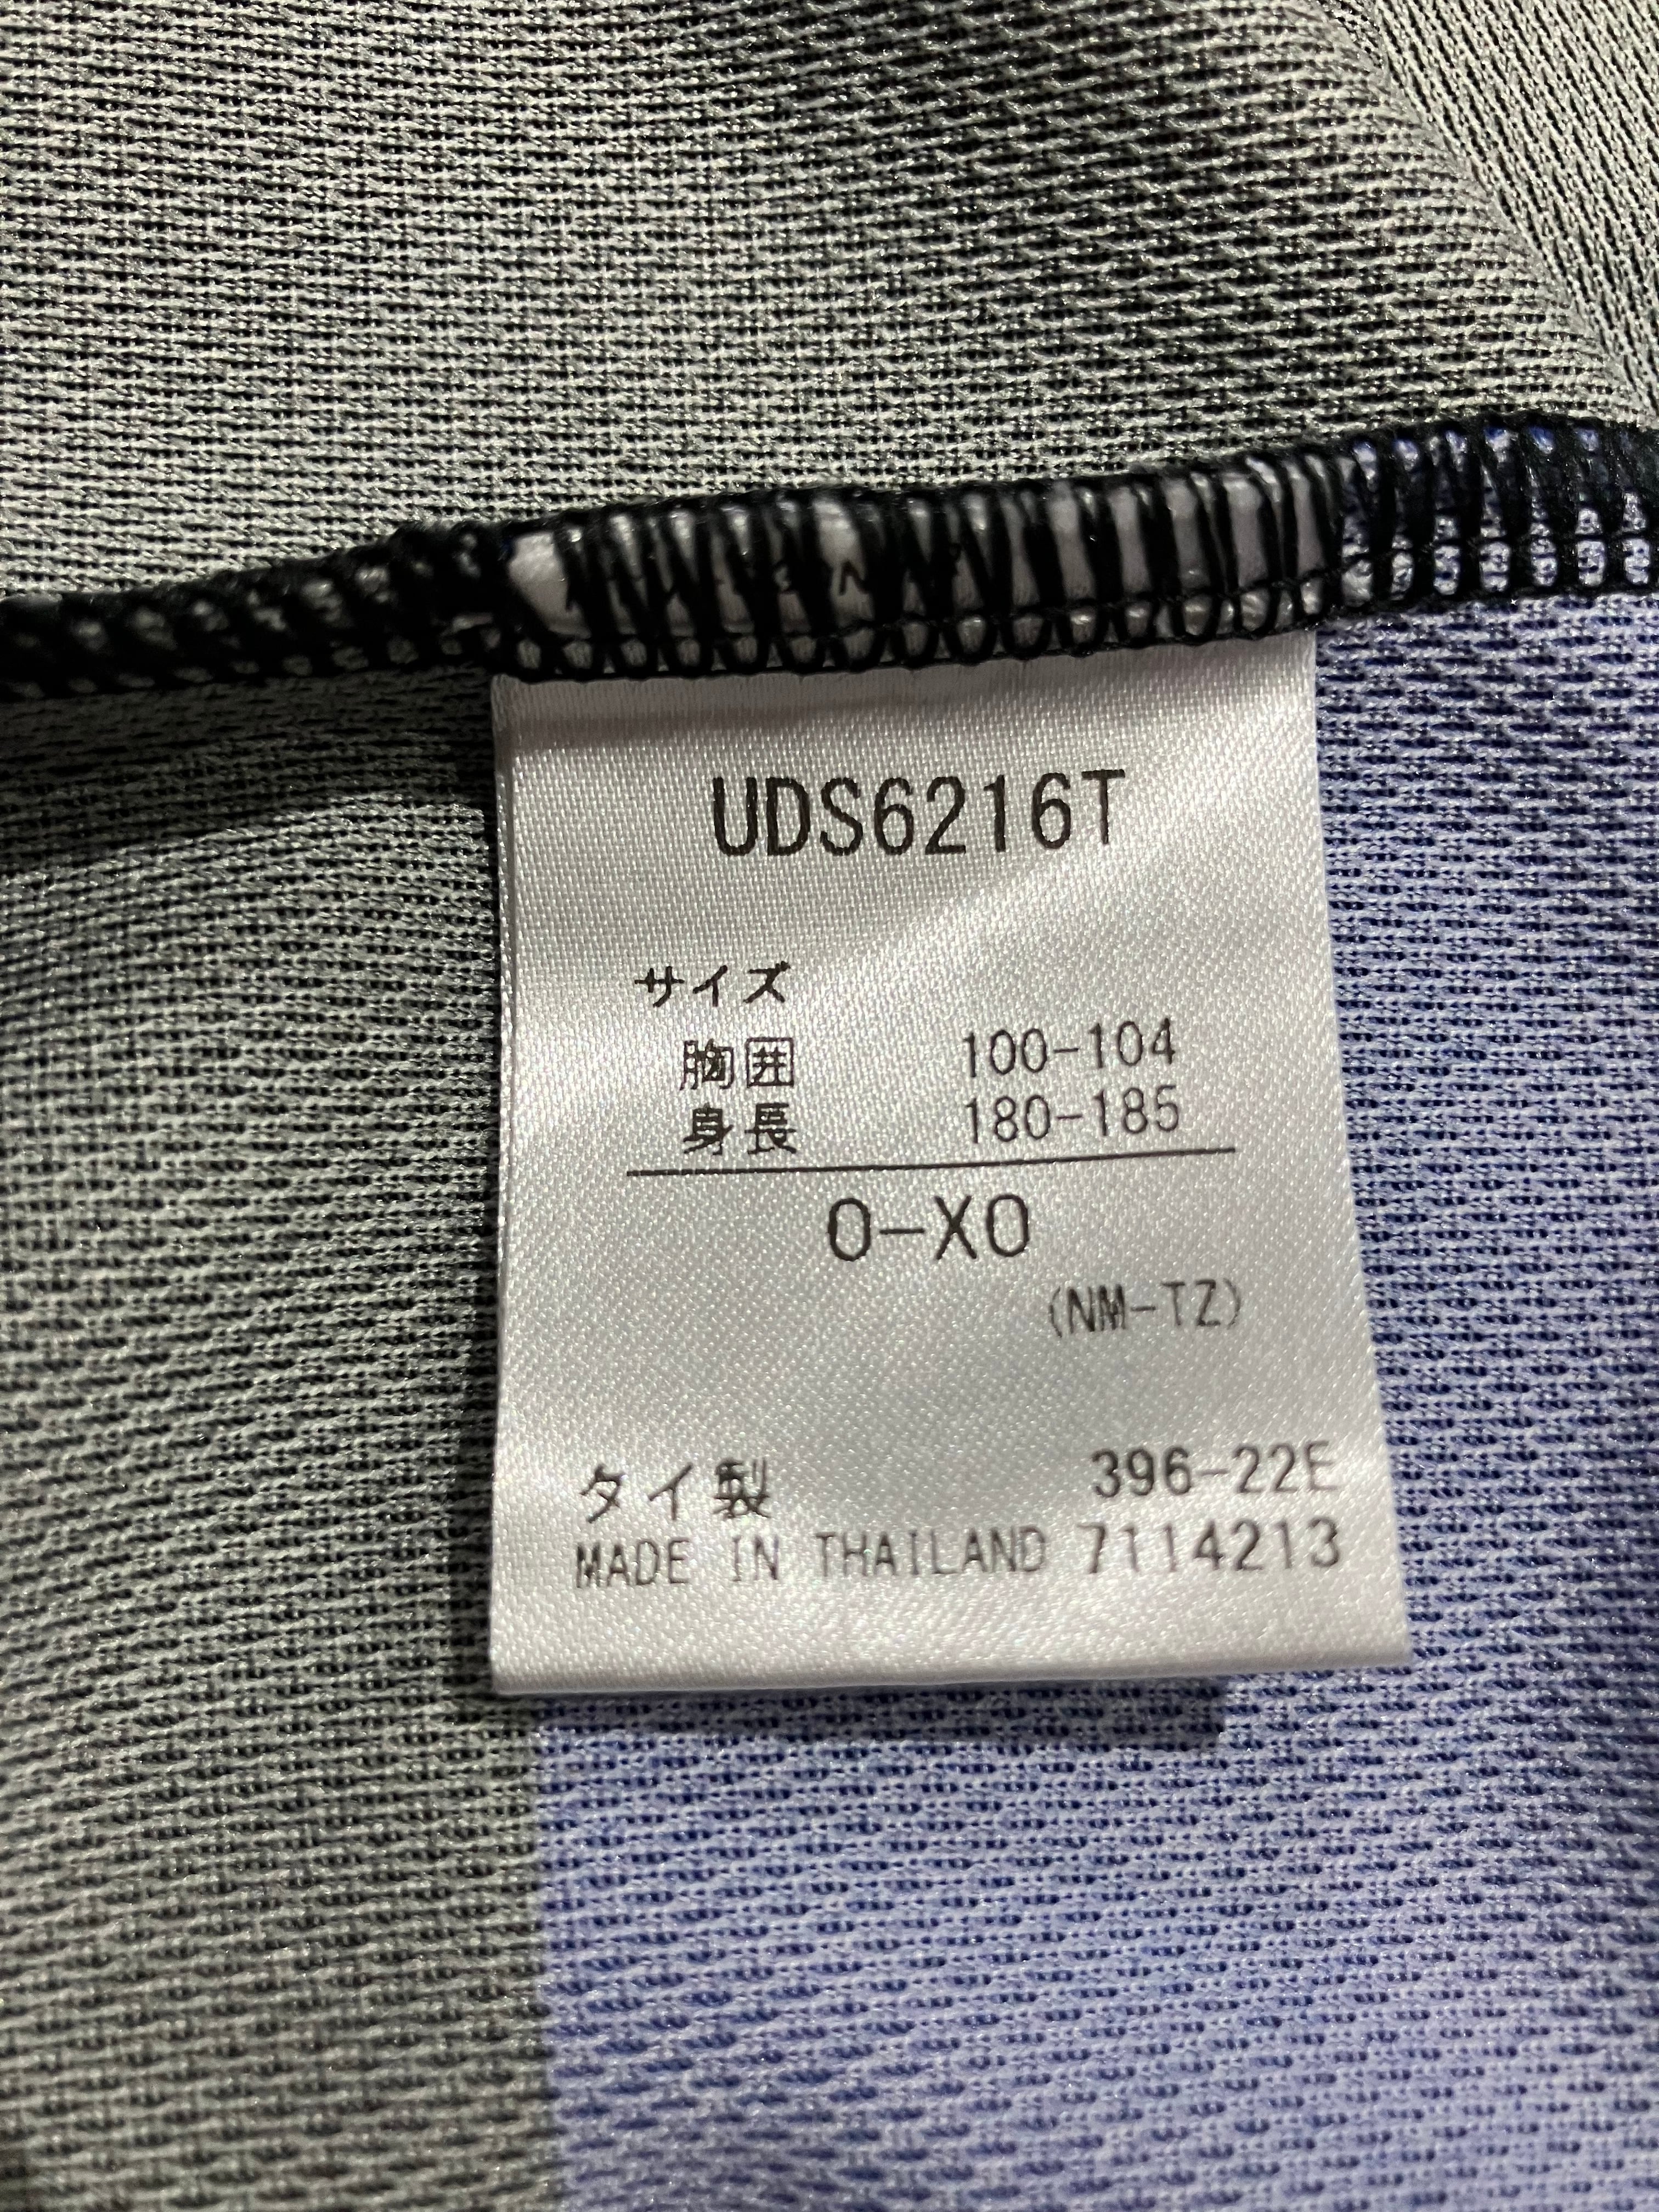 UDS6216T
サイズ
胸囲 100-104
身長 180-185
O-XO
(NM-TZ)
タイ製 396-22E
MADE IN THAILAND 7114213